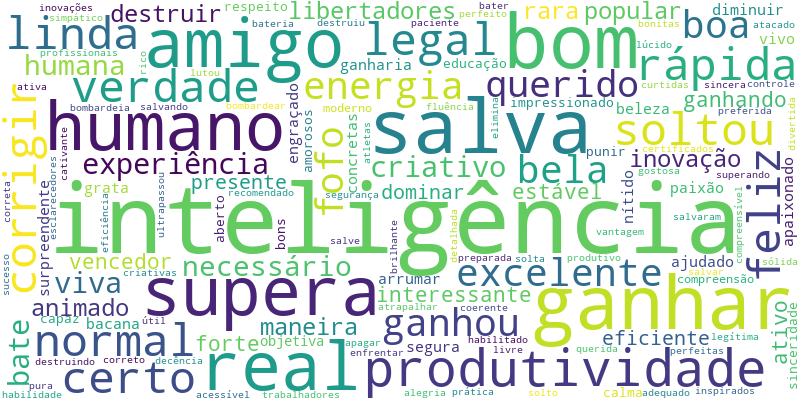 inovações
simpático
destruir
respeito
libertadores
rara
popular
diminuir
linda
amigo
bateria
destruiu
paciente
bater
perfeito
bonitas
atacado
legal
bom
boa
vivo
humana
profissionais
rico
lutou
verdade
ganharia
educação
querido
lúcido
rápida
ativa
energia
impressionado
curtidas
sincera
controle
bombardeia
salvando
bombardear
moderno
fluência
beleza
ganhando
preferida
divertida
corrigir
humano
engraçado
amorosos
fofo
concretas
atletas
salva
elimina
soltou
certificados
correta
esclarecedores
cativante
experiência
criativo
bela
punir
inovação
gostosa
superando
surpreendente
grata
eficiência
ultrapassou
presente
recomendado
segurança
dominar
estável
nítido
paixão
feliz
apaixonado
aberto
inteligência
salvaram
compreensível
vantagem
sucesso
vencedor
bons
salve
brilhante
detalhada
sólida
viva
capaz
criativas
necessário
arrumar
preparada
solta
produtivo
excelente
ajudado
salvar
compreensão
animado
bacana
útil
supera
interessante
atrapalhar
coerente
ganhar
bate
normal
correto
decência
forte
objetiva
maneira
apagar
ganhou
habilitado
eficiente
legítima
ativo
sinceridade
destruindo
certo
real
enfrentar
segura
livre
querida
perfeitas
produtividade
habilidade
pura
acessível
trabalhadores
alegria
prática
solto
calma
adequado
inspirados